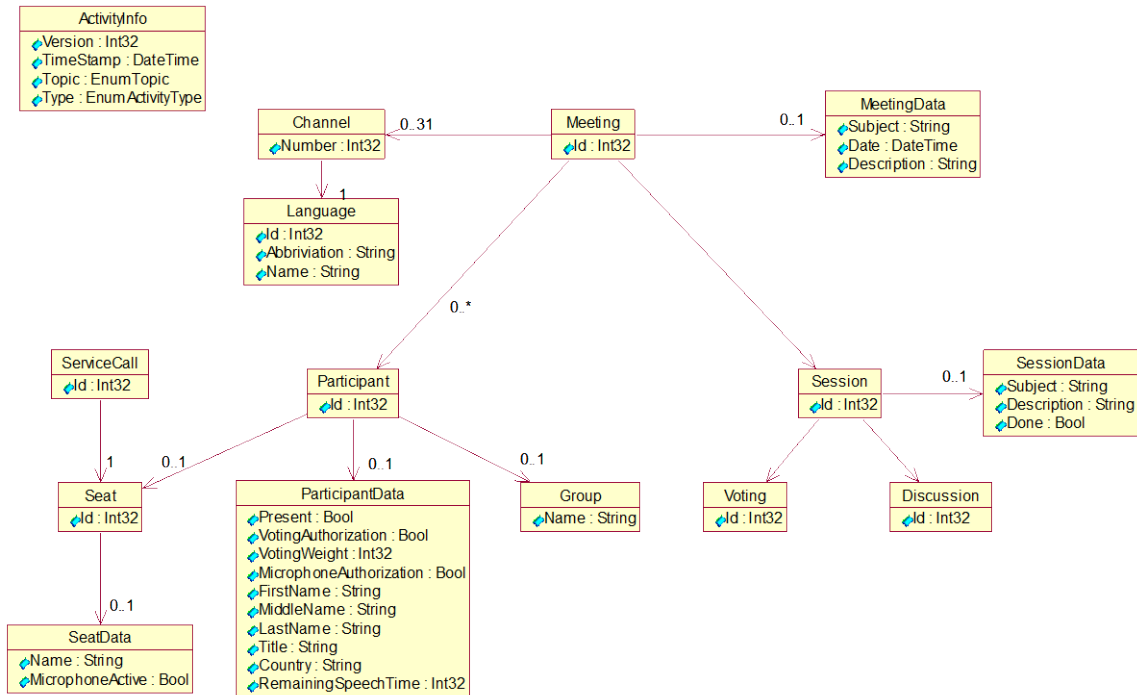 ActivityInfo
Version : Int32
TimeStamp : DateTime
Topic : EnumTopic
Type : EnumActivityType
Channel
Number : Int32
0..31
Meeting
Id : Int32
0..1
MeetingData
Subject : String
Date : DateTime
Description : String
1
Language
Id : Int32
Abbriviation : String
Name : String
0..*
ServiceCall
Id : Int32
Participant
Id : Int32
Session
Id : Int32
0..1
SessionData
Subject : String
Description : String
Done : Bool
1
0..1
0..1
0..1
Seat
Id : Int32
ParticipantData
Present : Bool
VotingAuthorization : Bool
VotingWeight : Int32
MicrophoneAuthorization : Bool
FirstName : String
MiddleName : String
LastName : String
Title : String
Country : String
RemainingSpeechTime : Int32
Group
Name : String
Voting
Id : Int32
Discussion
Id : Int32
0..1
SeatData
Name : String
MicrophoneActive : Bool